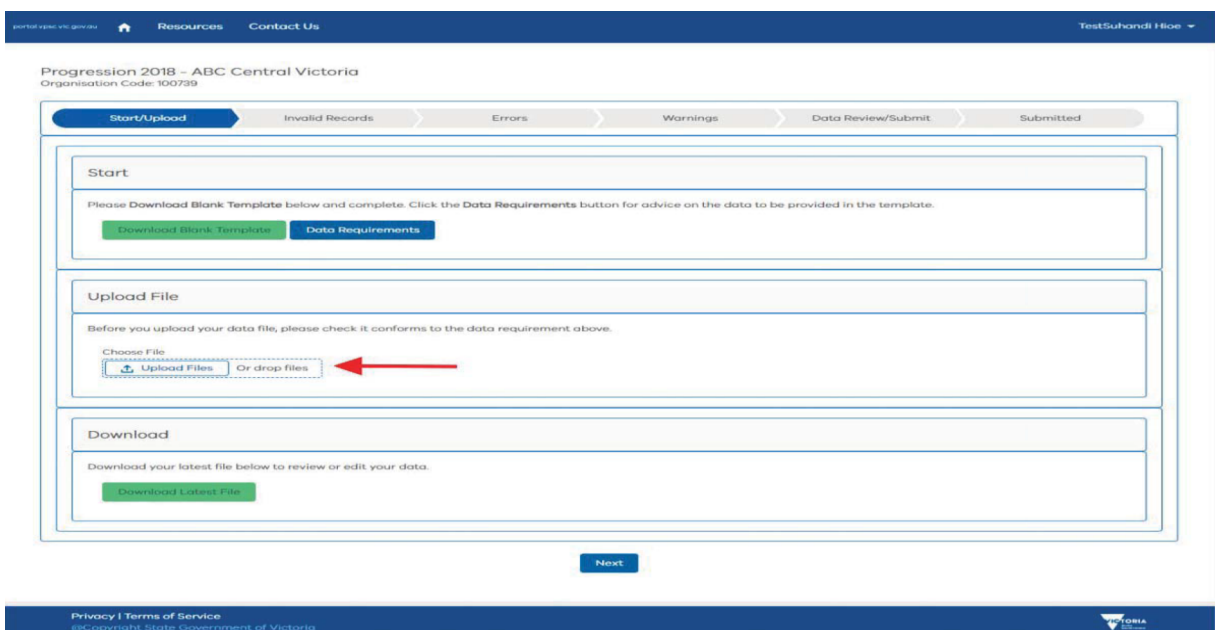 portal.vpsc.vic.gov.au
Resources
Contact Us
TestSuhandi Hioe
Progression 2018 - ABC Central Victoria
Organisation Code: 100739
Start/Upload
Invalid Records
Errors
Warnings
Data Review/Submit
Submitted
Start
Please Download Blank Template below and complete. Click the Data Requirements button for advice on the data to be provided in the template.
Download Blank Template
Data Requirements
Upload File
Before you upload your data file, please check it conforms to the data requirement above.
Choose File
Upload Files
Or drop files
Download
Download your latest file below to review or edit your data.
Download Latest File
Next
Privacy | Terms of Service
©Copyright State Government of Victoria
VICTORIA